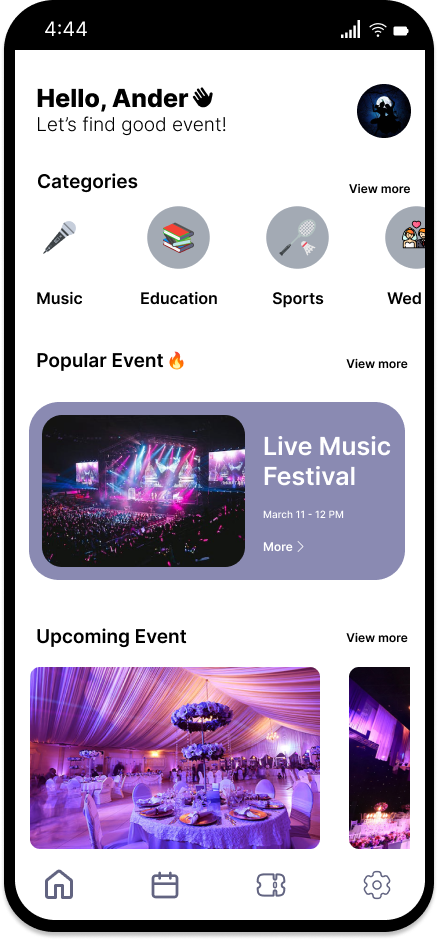 4:44
Hello, Ander
Let's find good event!
Categories
View more
Music
Education
Sports
Wed
Popular Event
View more
Live Music
Festival
March 11 - 12 PM
More
Upcoming Event
View more